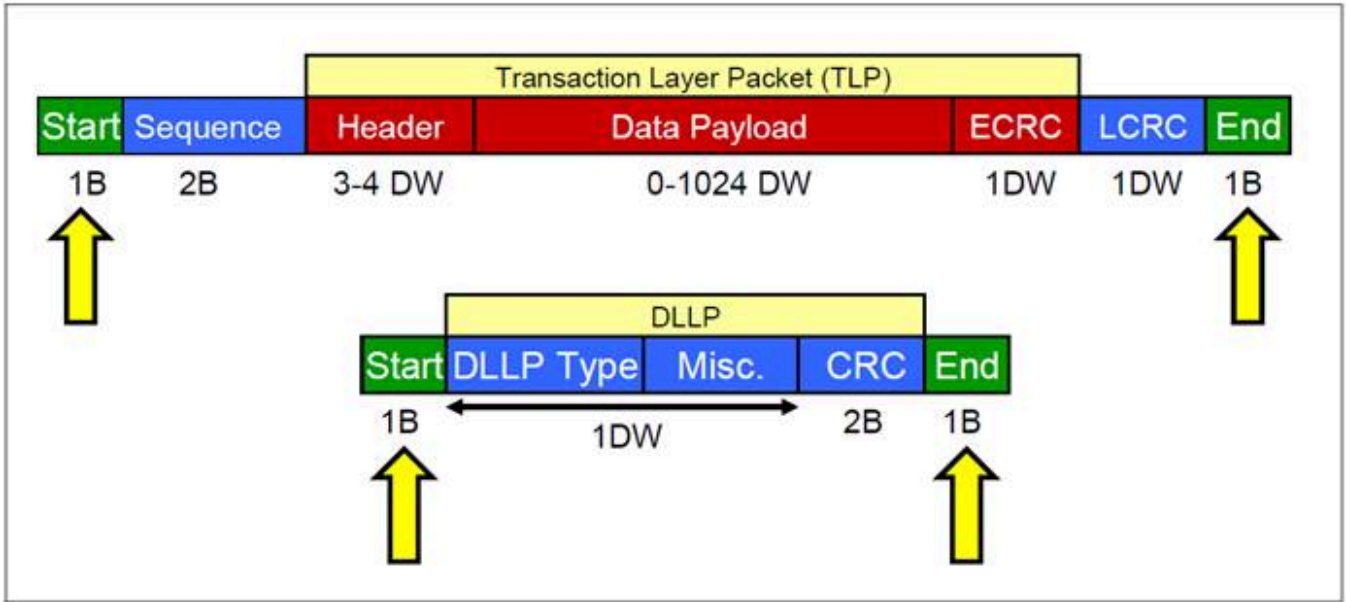 Transaction Layer Packet (TLP)
Start Sequence Header Data Payload ECRC LCRC End
1B 2B 3-4 DW 0-1024 DW 1DW 1DW 1B
DLLP
Start DLLP Type Misc. CRC End
1B 1DW 2B 1B